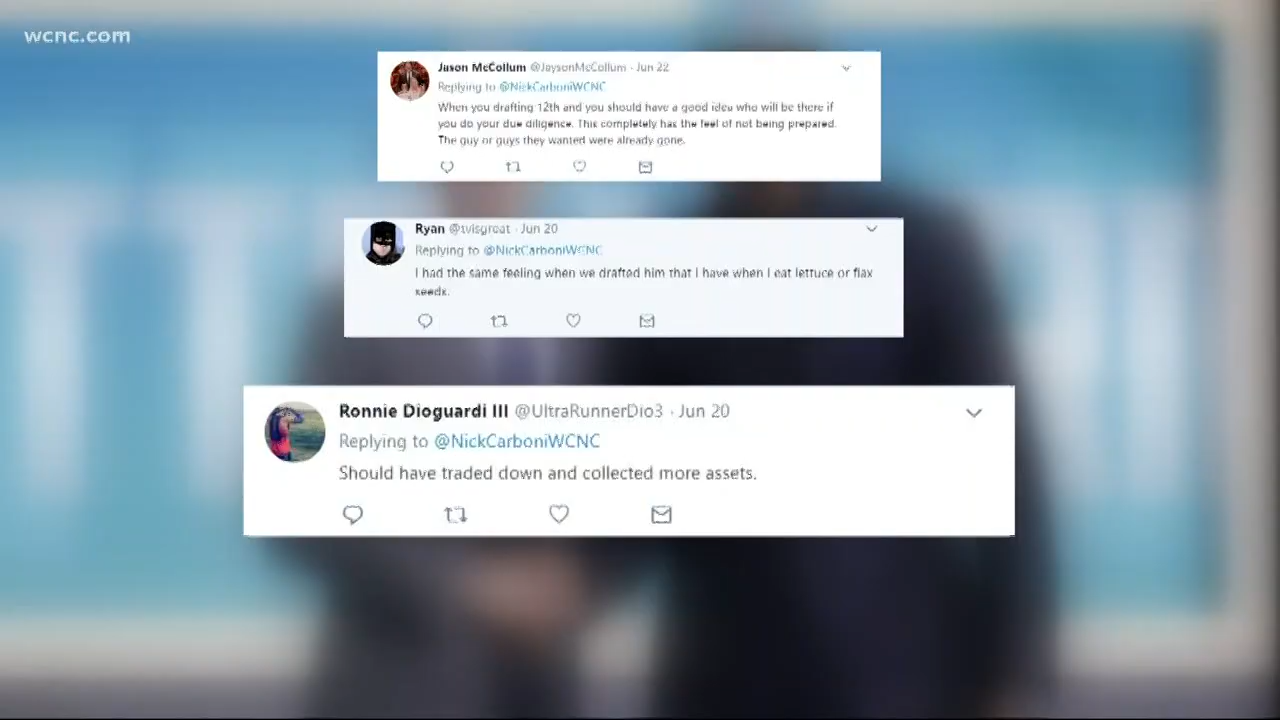 wcnc.com
Jason McCollum @JaysonMcCollum · Jun 22
Replying to @NickCarboniWCNC
When you drafting 12th and you should have a good idea who will be there if
you do your due diligence. This completely has the feel of not being prepared.
The guy or guys they wanted were already gone.
Ryan @tvisgreat · Jun 20
Replying to @NickCarboniWCNC
I had the same feeling when we drafted him that I have when I eat lettuce or flax
seeds.
Ronnie Dioguardi III @UltraRunnerDio3 · Jun 20
Replying to @NickCarboniWCNC
Should have traded down and collected more assets.